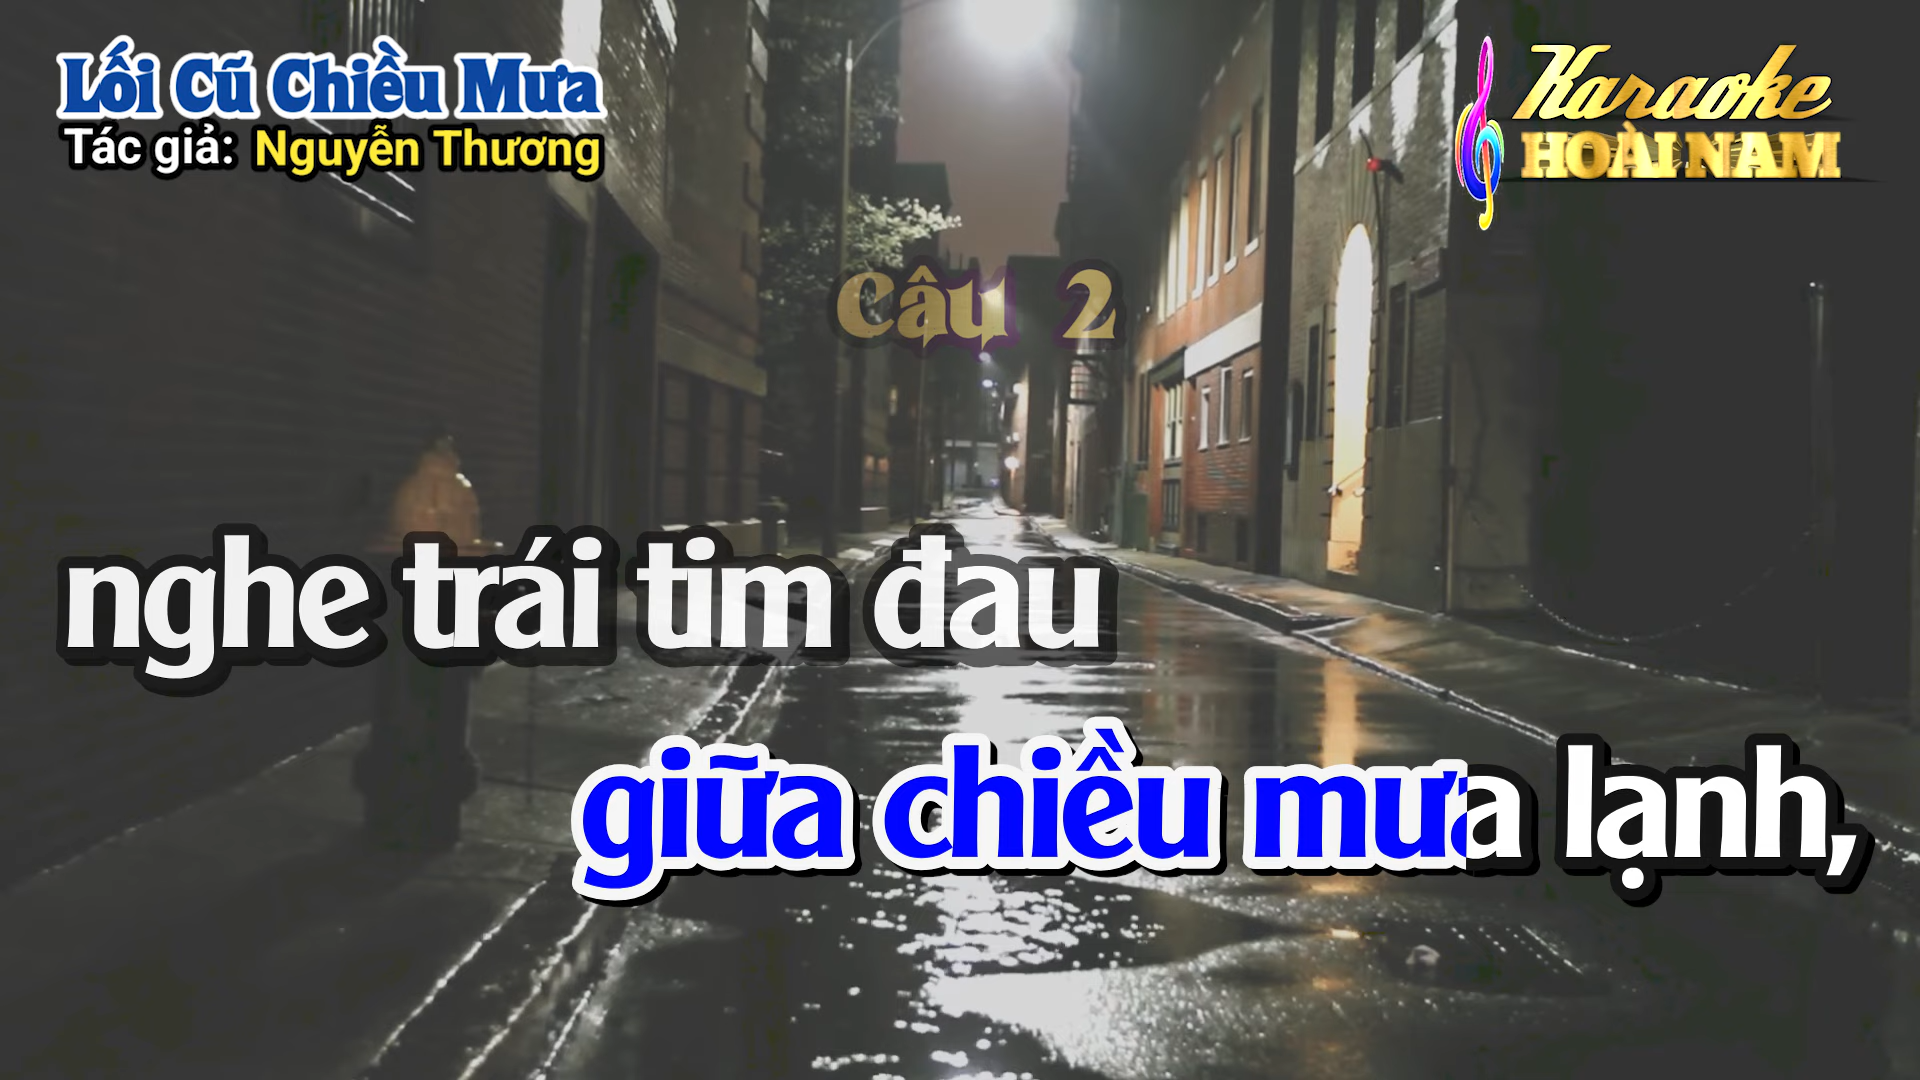 Lối Cũ Chiều Mưa
Tác giả: Nguyễn Thương
Karaoke
HOÀI NAM
Câu 2
nghe trái tim đau
giữa chiều mưa lạnh,